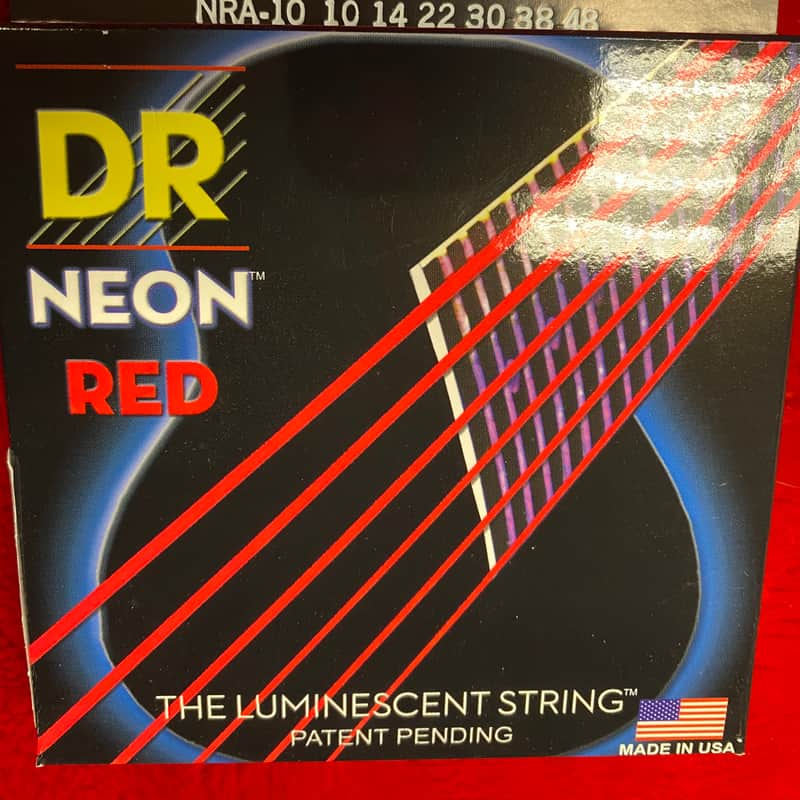 NRA-10 10 14 22 30 38 48
DR
NEON™
RED
THE LUMINESCENT STRING™
PATENT PENDING
MADE IN USA